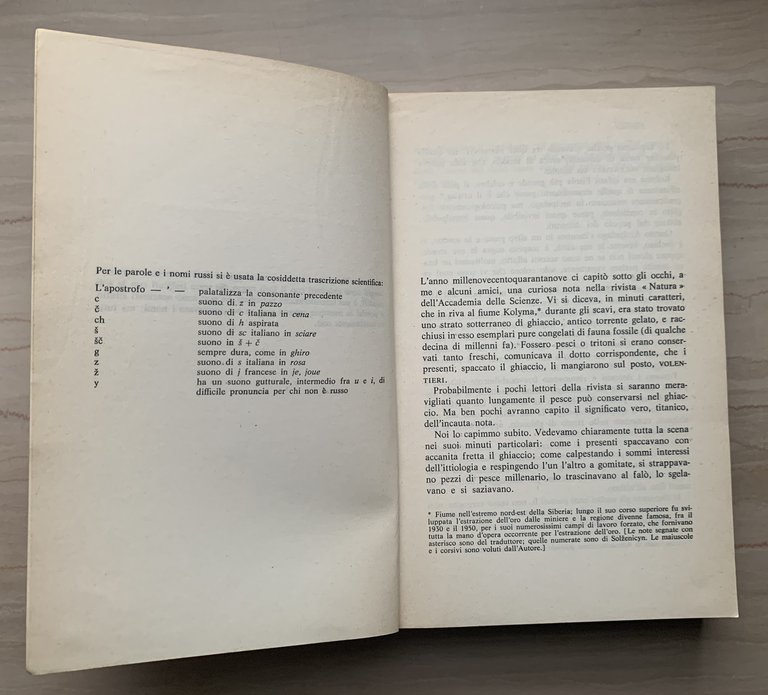 Per le parole e i nomi russi si è usata la cosiddetta trascrizione scientifica:
L'apostrofo — ' — palatalizza la consonante precedente
c suono di z in pazzo
č suono di c italiana in cena
ch suono di h aspirata
š suono di sc italiano in sciare
šč suono in š + č
g sempre dura, come in ghiro
z suono di s italiana in rosa
ž suono di j francese in je, joue
y ha un suono gutturale, intermedio fra u e i, di
difficile pronuncia per chi non è russo
L'anno millenovecentoquarantanove ci capitò sotto gli occhi, a
me e alcuni amici, una curiosa nota nella rivista « Natura »
dell'Accademia delle Scienze. Vi si diceva, in minuti caratteri,
che in riva al fiume Kolyma,* durante gli scavi, era stato trovato
uno strato sotterraneo di ghiaccio, antico torrente gelato, e rac-
chiusi in esso esemplari pure congelati di fauna fossile (di qualche
decina di millenni fa). Fossero pesci o tritoni si erano conser-
vati tanto freschi, comunicava il dotto corrispondente, che i
presenti, spaccato il ghiaccio, li mangiarono sul posto, VOLEN-
TIERI.
Probabilmente i pochi lettori della rivista si saranno mera-
vigliati quanto lungamente il pesce può conservarsi nel ghiac-
cio. Ma ben pochi avranno capito il significato vero, titanico,
dell'incauta nota.
Noi lo capimmo subito. Vedevamo chiaramente tutta la scena
nei suoi minuti particolari: come i presenti spaccavano con
accanita fretta il ghiaccio; come calpestando i sommi interessi
dell'ittiologia e respingendo l'un l'altro a gomitate, si strappava-
no pezzi di pesce millenario, lo trascinavano al falò, lo sgela-
vano e si saziavano.
* Fiume nell'estremo nord-est della Siberia; lungo il suo corso superiore fu svi-
luppata l'estrazione dell'oro dalle miniere e la regione divenne famosa, fra il
1930 e il 1950, per i suoi numerosissimi campi di lavoro forzato, che fornivano
tutta la mano d'opera occorrente per l'estrazione dell'oro. [Le note segnate con
asterisco sono del traduttore; quelle numerate sono di Solženicyn. Le maiuscole
e i corsivi sono voluti dall'Autore.]